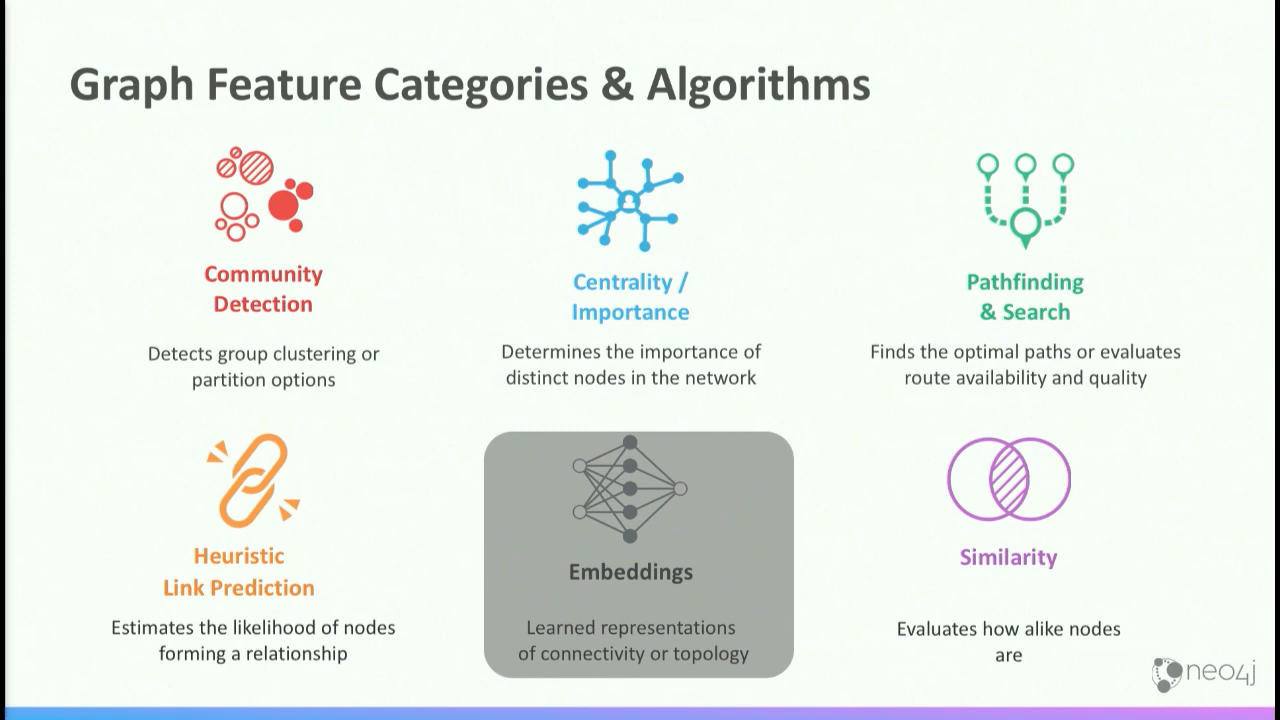 Graph Feature Categories & Algorithms
Community
Detection
Detects group clustering or
partition options
Centrality /
Importance
Determines the importance of
distinct nodes in the network
Pathfinding
& Search
Finds the optimal paths or evaluates
route availability and quality
Heuristic
Link Prediction
Estimates the likelihood of nodes
forming a relationship
Embeddings
Learned representations
of connectivity or topology
Similarity
Evaluates how alike nodes
are
neo4j